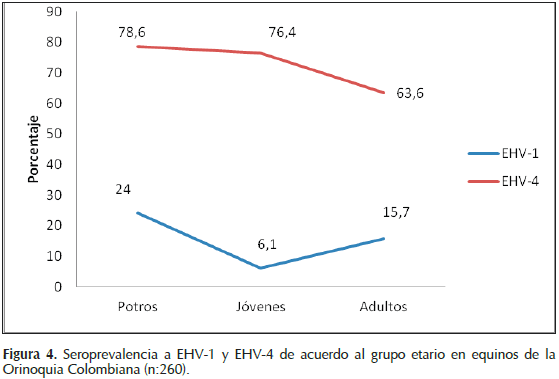 90
80
70
60
50
40
30
20
10
0
Porcentaje
78,6
76,4
63,6
24
6,1
15,7
Potros
Jóvenes
Adultos
EHV-1
EHV-4
Figura 4. Seroprevalencia a EHV-1 y EHV-4 de acuerdo al grupo etario en equinos de la
Orinoquia Colombiana (n:260).